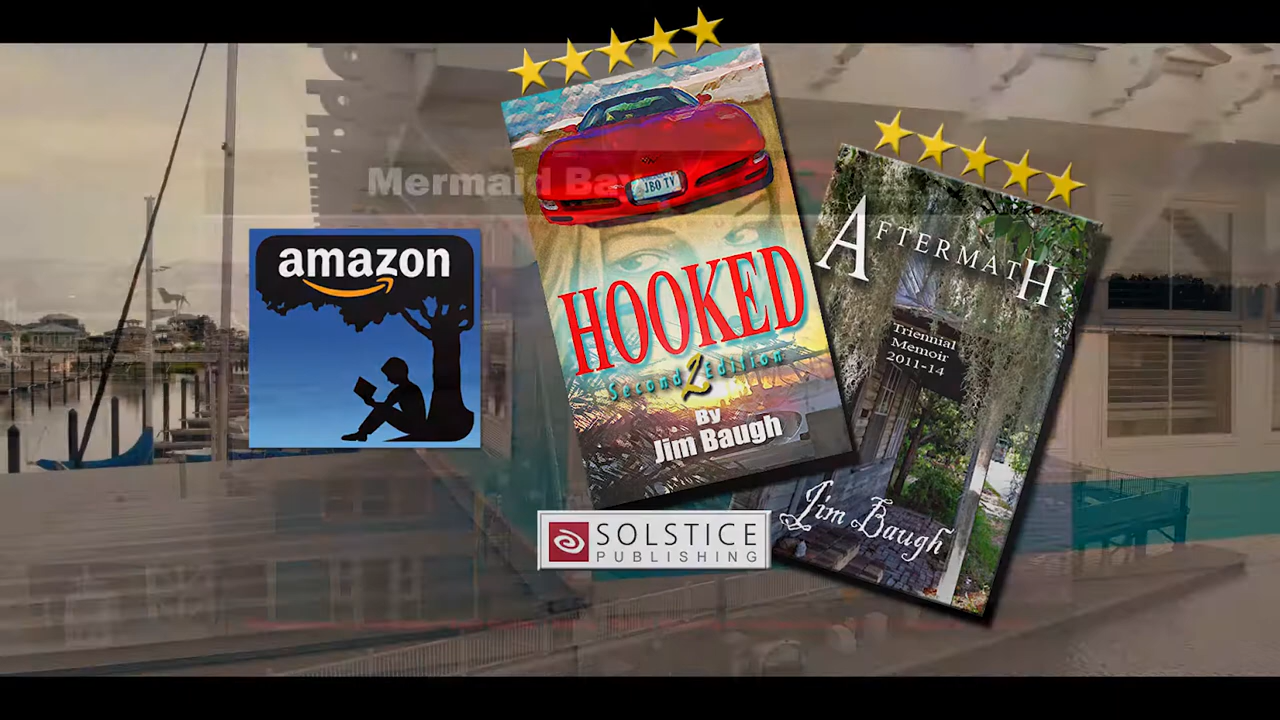 Mermaid Bay
amazon
JBO TV
HOOKED
Second 2 Edition
By
Jim Baugh
AFTERMATH
Triennial
Memoir
2011-14
Jim Baugh
SOLSTICE
PUBLISHING